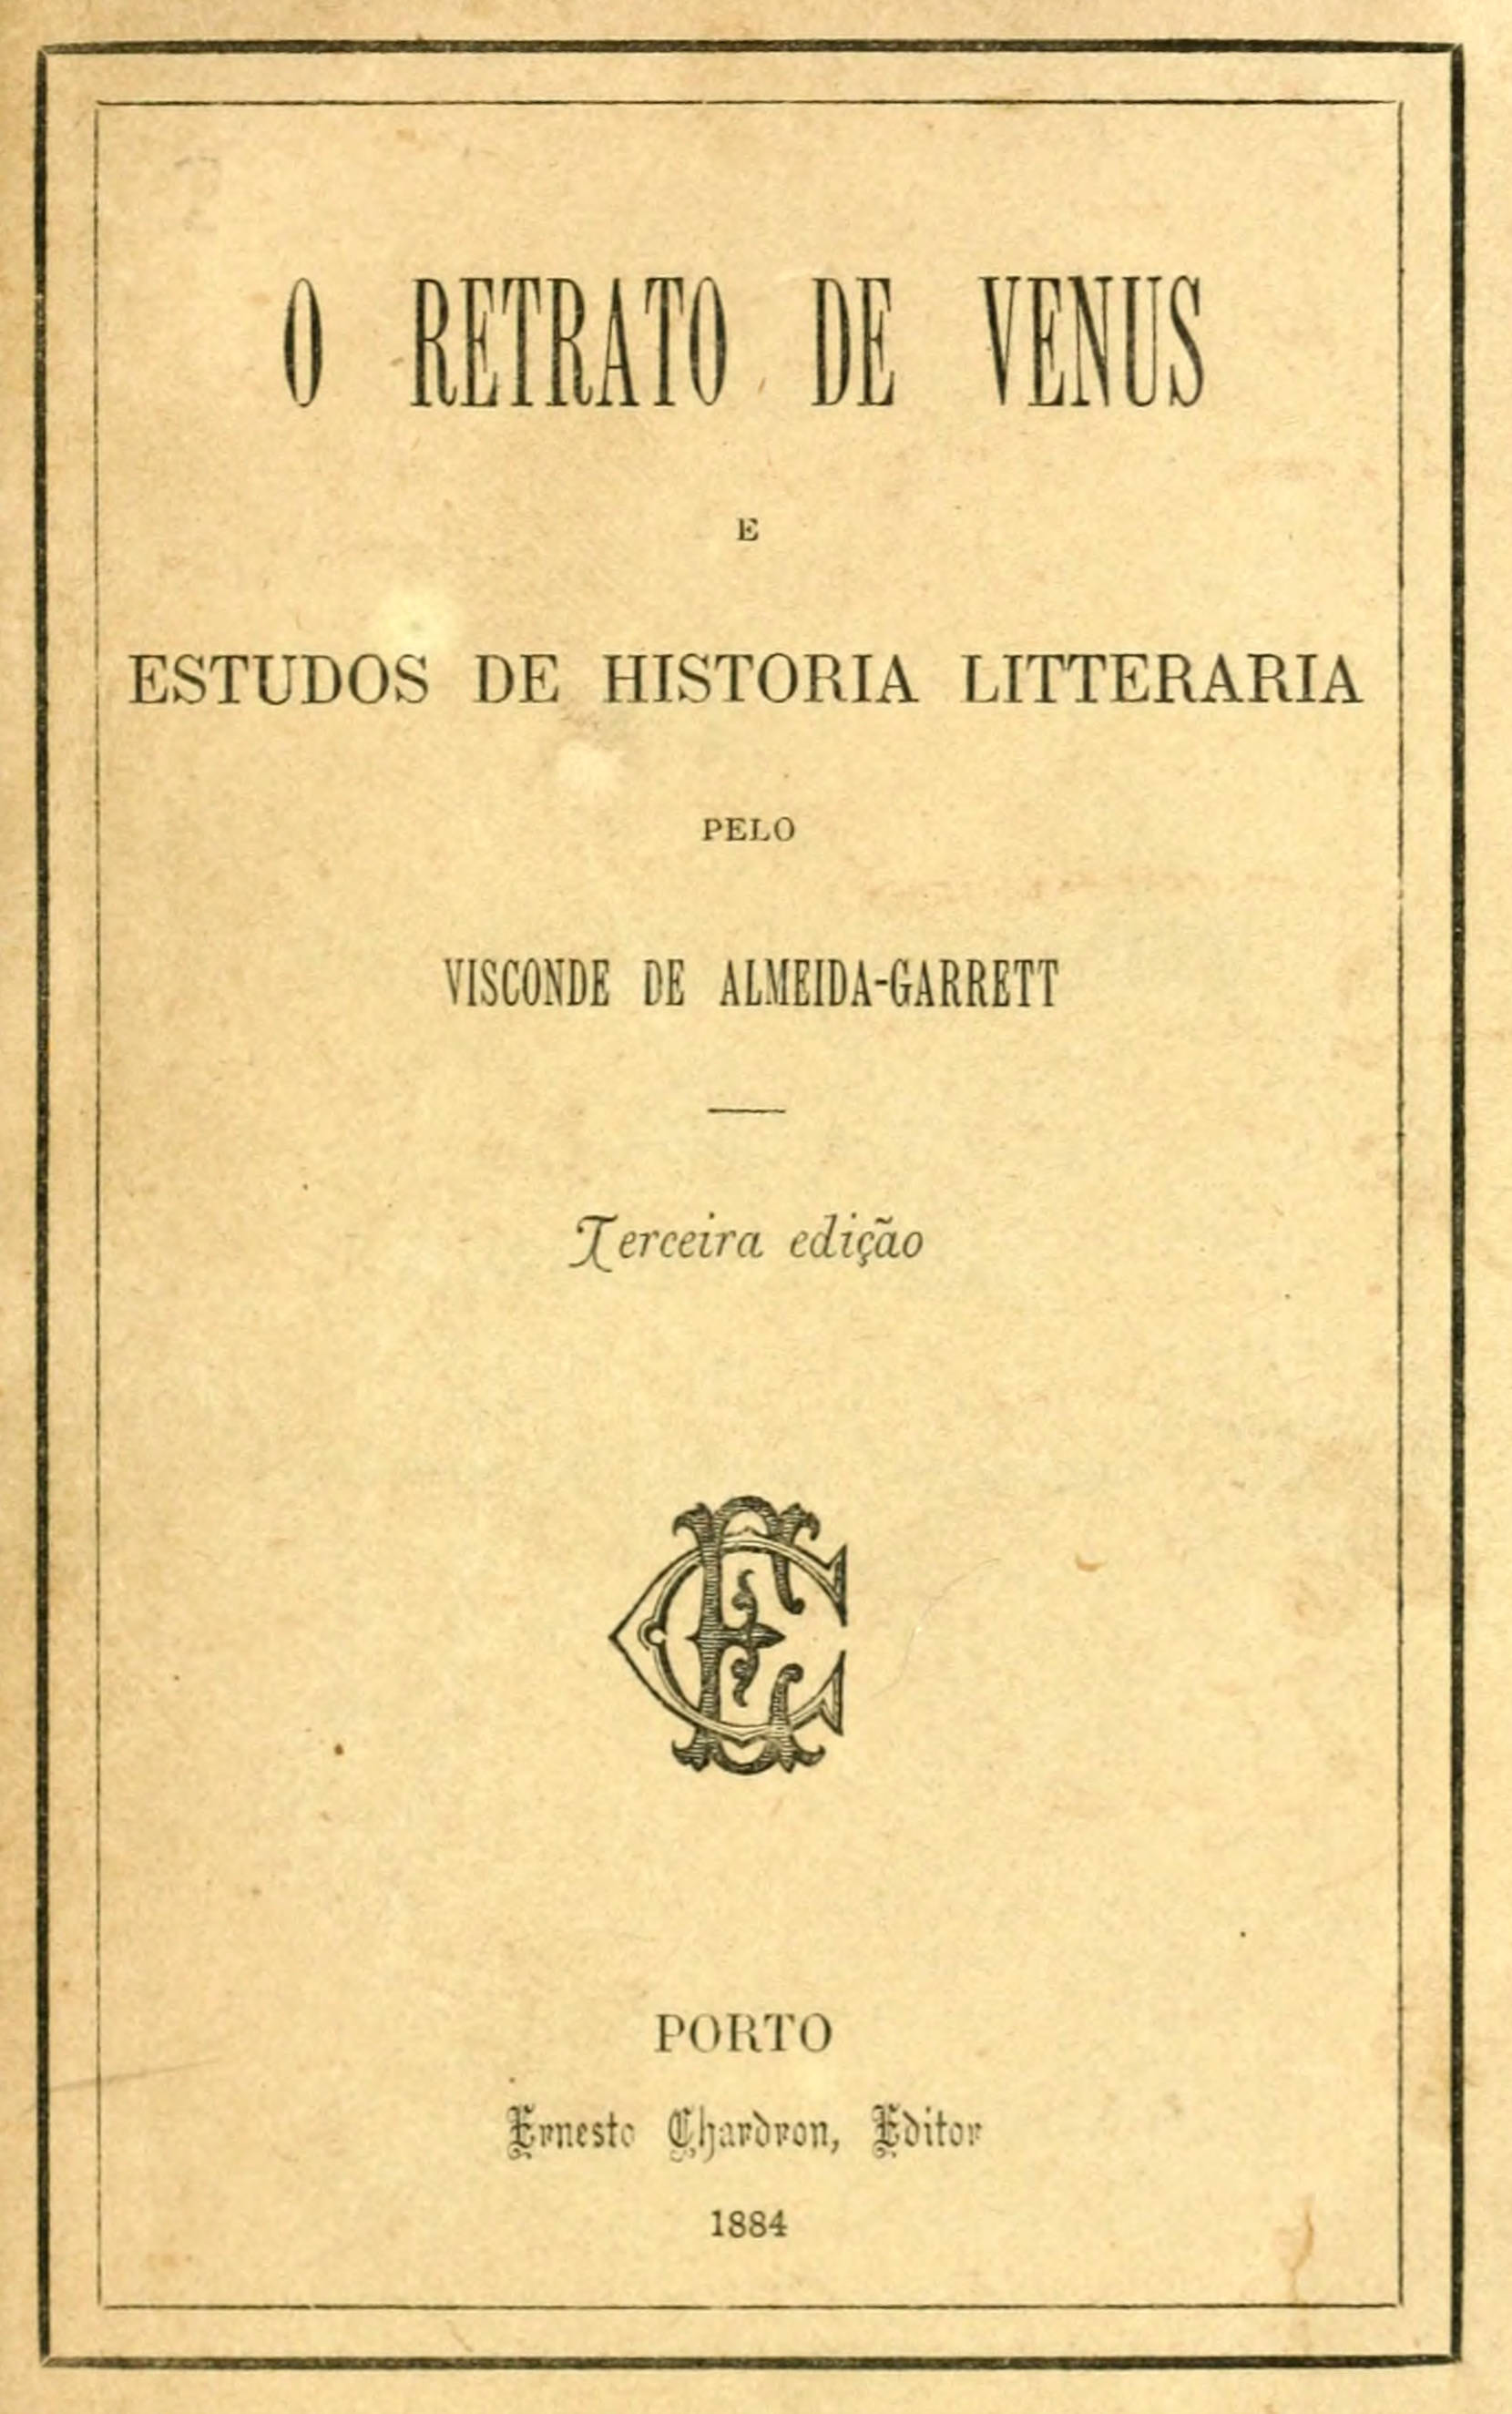 O RETRATO DE VENUS
E
ESTUDOS DE HISTORIA LITTERARIA
PELO
VISCONDE DE ALMEIDA-GARRETT
Terceira edição
EC
PORTO
Ernesto Chardron, Editor
1884